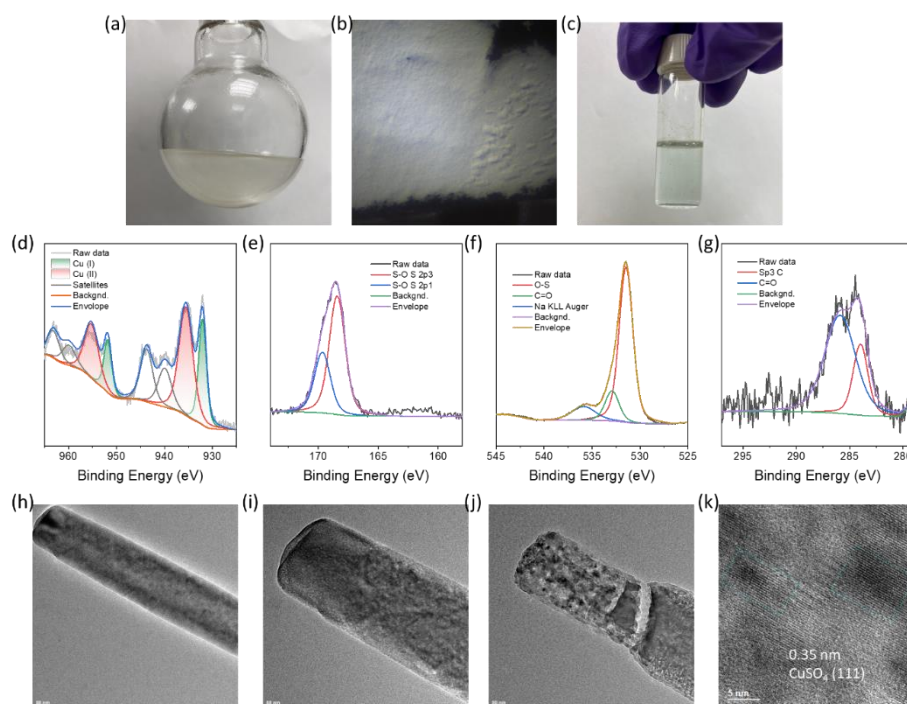 (a)
(b)
(c)
(d)
Raw data
Cu (I)
Cu (II)
Satellites
Backgnd.
Envolope
960 950 940 930
Binding Energy (eV)
(e)
Raw data
S-O S 2p3
S-O S 2p1
Backgnd.
Envelope
170 165 160
Binding Energy (eV)
(f)
Raw data
O-S
C=O
Na KLL Auger
Backgnd.
Envelope
545 540 535 530 525
Binding Energy (eV)
(g)
Raw data
Sp3 C
C=O
Backgnd.
Envelope
295 290 285 280
Binding Energy (eV)
(h)
(i)
(j)
(k)
0.35 nm
CuSO₄ (111)
5 nm